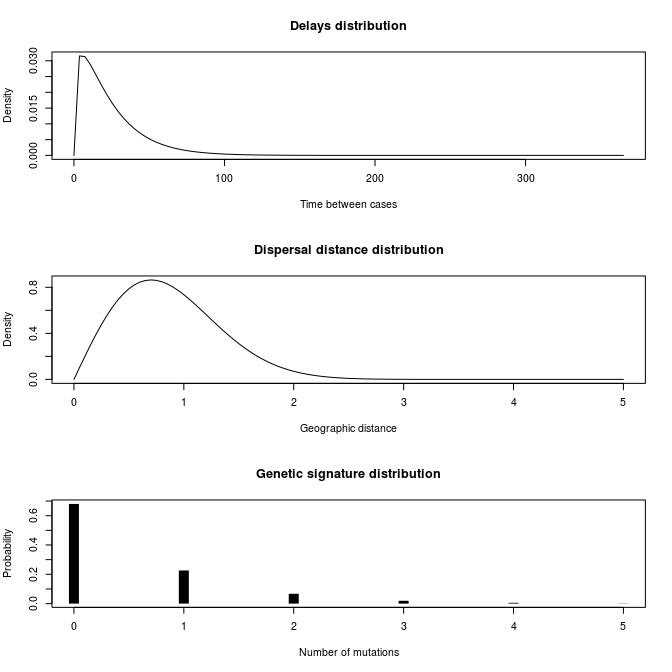 Delays distribution
Density
0.000 0.015 0.030
0 100 200 300
Time between cases
Dispersal distance distribution
Density
0.0 0.4 0.8
0 1 2 3 4 5
Geographic distance
Genetic signature distribution
Probability
0.0 0.2 0.4 0.6
0 1 2 3 4 5
Number of mutations